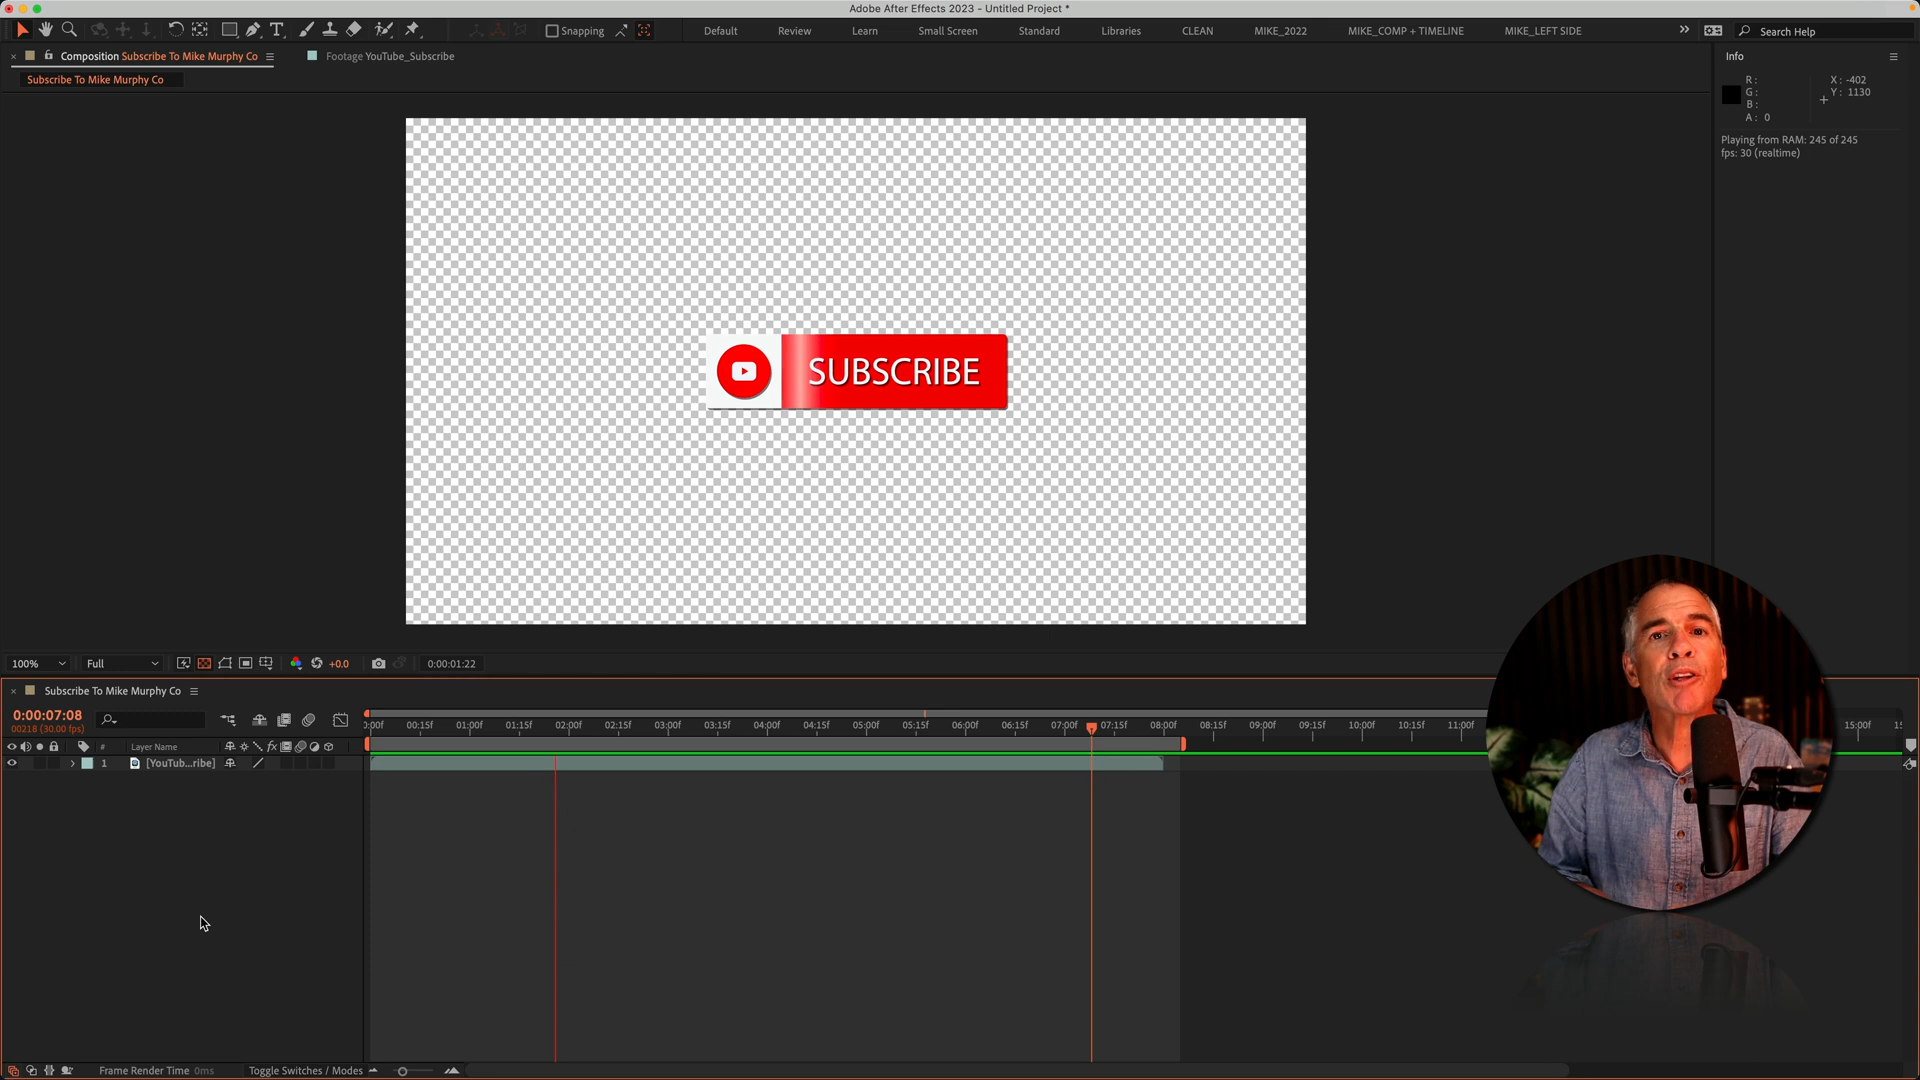 Adobe After Effects 2023 - Untitled Project *
Snapping
Default
Review
Learn
Small Screen
Standard
Libraries
CLEAN
MIKE_2022
MIKE_COMP + TIMELINE
MIKE_LEFT SIDE
Search Help
Composition Subscribe To Mike Murphy Co
Footage YouTube_Subscribe
Info
Subscribe To Mike Murphy Co
R :
G :
B :
A : 0
X : -402
Y : 1130
Playing from RAM: 245 of 245
fps: 30 (realtime)
SUBSCRIBE
100%
Full
+0.0
0:00:01:22
Subscribe To Mike Murphy Co
0:00:07:08
00218 (30.00 fps)
0:00f 00:15f 01:00f 01:15f 02:00f 02:15f 03:00f 03:15f 04:00f 04:15f 05:00f 05:15f 06:00f 06:15f 07:00f 07:15f 08:00f 08:15f 09:00f 09:15f 10:00f 10:15f 11:00f 15:00f
# Layer Name
1 [YouTub...ribe]
Frame Render Time 0ms
Toggle Switches / Modes